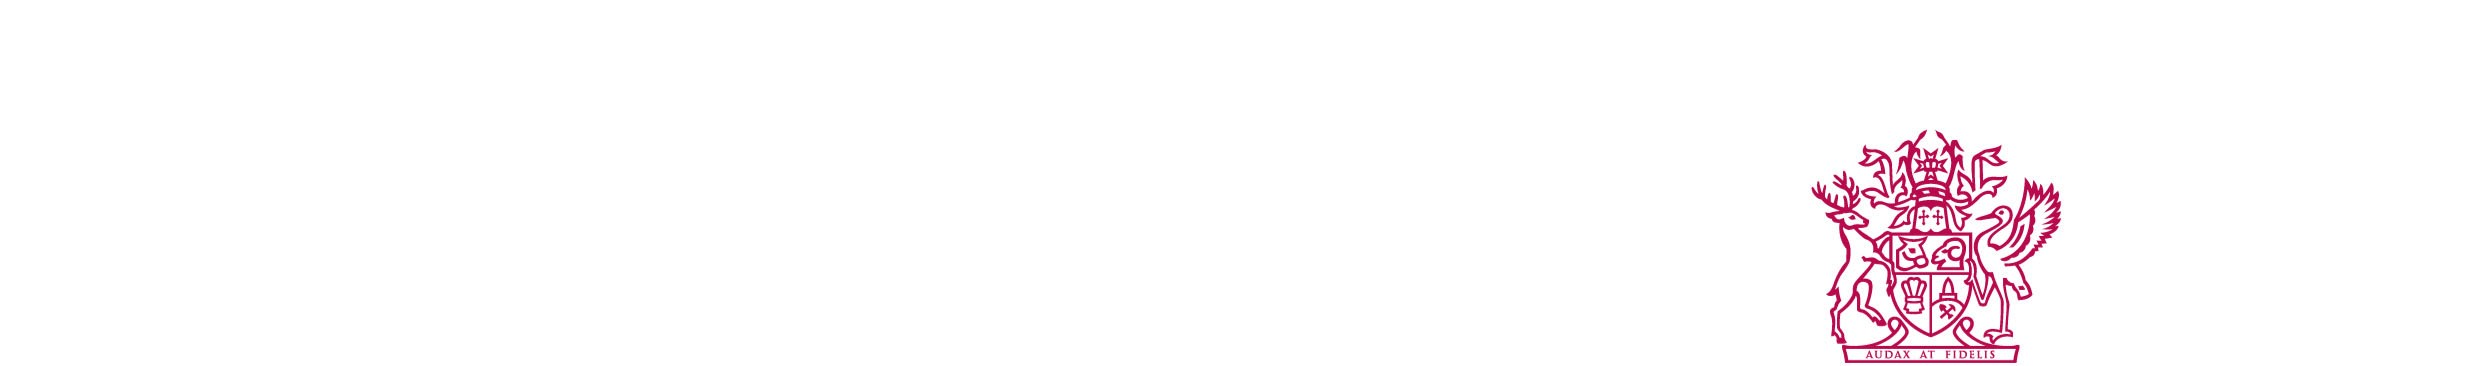 AUDAX AT FIDELIS